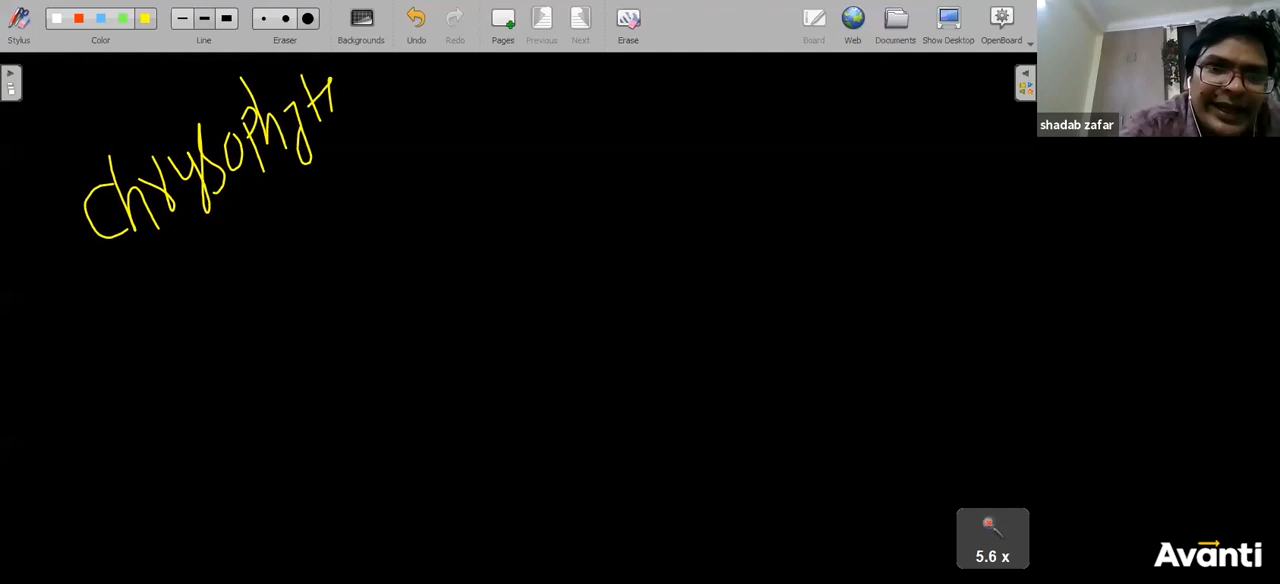 Stylus
Color
Line
Eraser
Backgrounds
Undo
Redo
Pages
Previous
Next
Erase
Board
Web
Documents
Show Desktop
OpenBoard
shadab zafar
Chrysophyt
5.6 x
Avanti